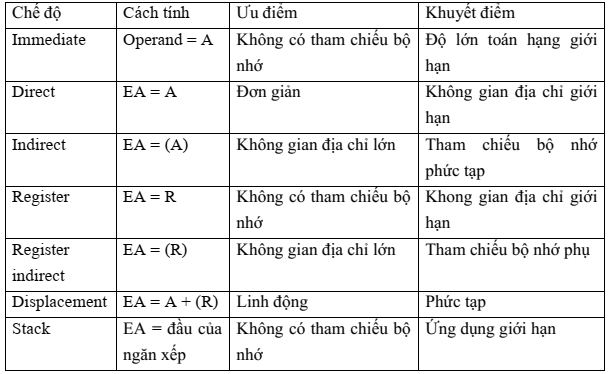 Chế độ
Cách tính
Ưu điểm
Khuyết điểm
Immediate
Operand = A
Không có tham chiếu bộ
nhớ
Độ lớn toán hạng giới
hạn
Direct
EA = A
Đơn giản
Không gian địa chỉ giới
hạn
Indirect
EA = (A)
Không gian địa chỉ lớn
Tham chiếu bộ nhớ
phức tạp
Register
EA = R
Không có tham chiếu bộ
nhớ
Khong gian địa chỉ giới
hạn
Register
indirect
EA = (R)
Không gian địa chỉ lớn
Tham chiếu bộ nhớ phụ
Displacement
EA = A + (R)
Linh động
Phức tạp
Stack
EA = đầu của
ngăn xếp
Không có tham chiếu bộ
nhớ
Ứng dụng giới hạn